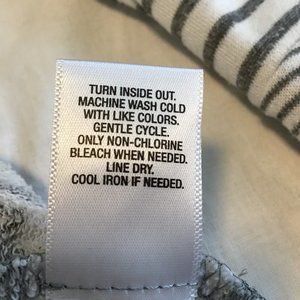 TURN INSIDE OUT.
MACHINE WASH COLD
WITH LIKE COLORS.
GENTLE CYCLE.
ONLY NON-CHLORINE
BLEACH WHEN NEEDED.
LINE DRY.
COOL IRON IF NEEDED.